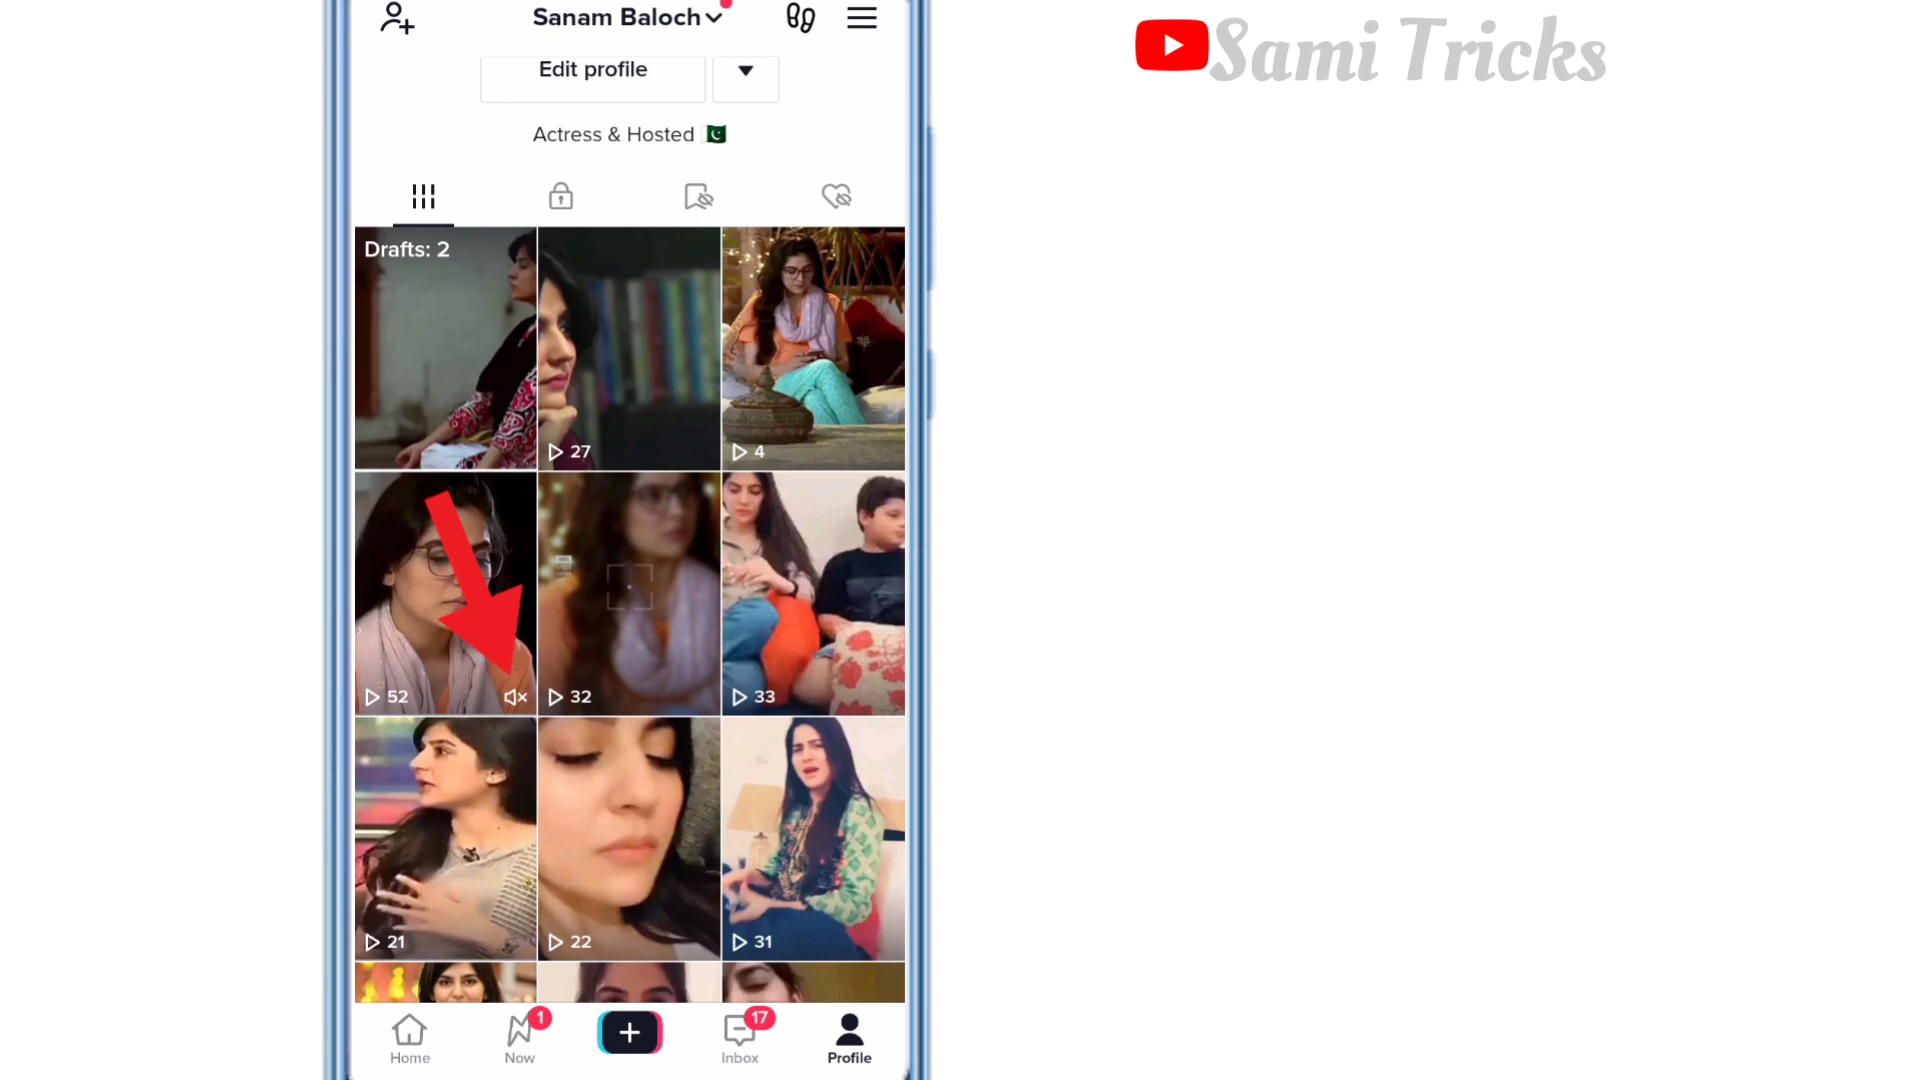 Sanam Baloch
Sami Tricks
Edit profile
Actress & Hosted
Drafts: 2
27
4
52
32
33
21
22
31
1
17
Home
Now
Inbox
Profile